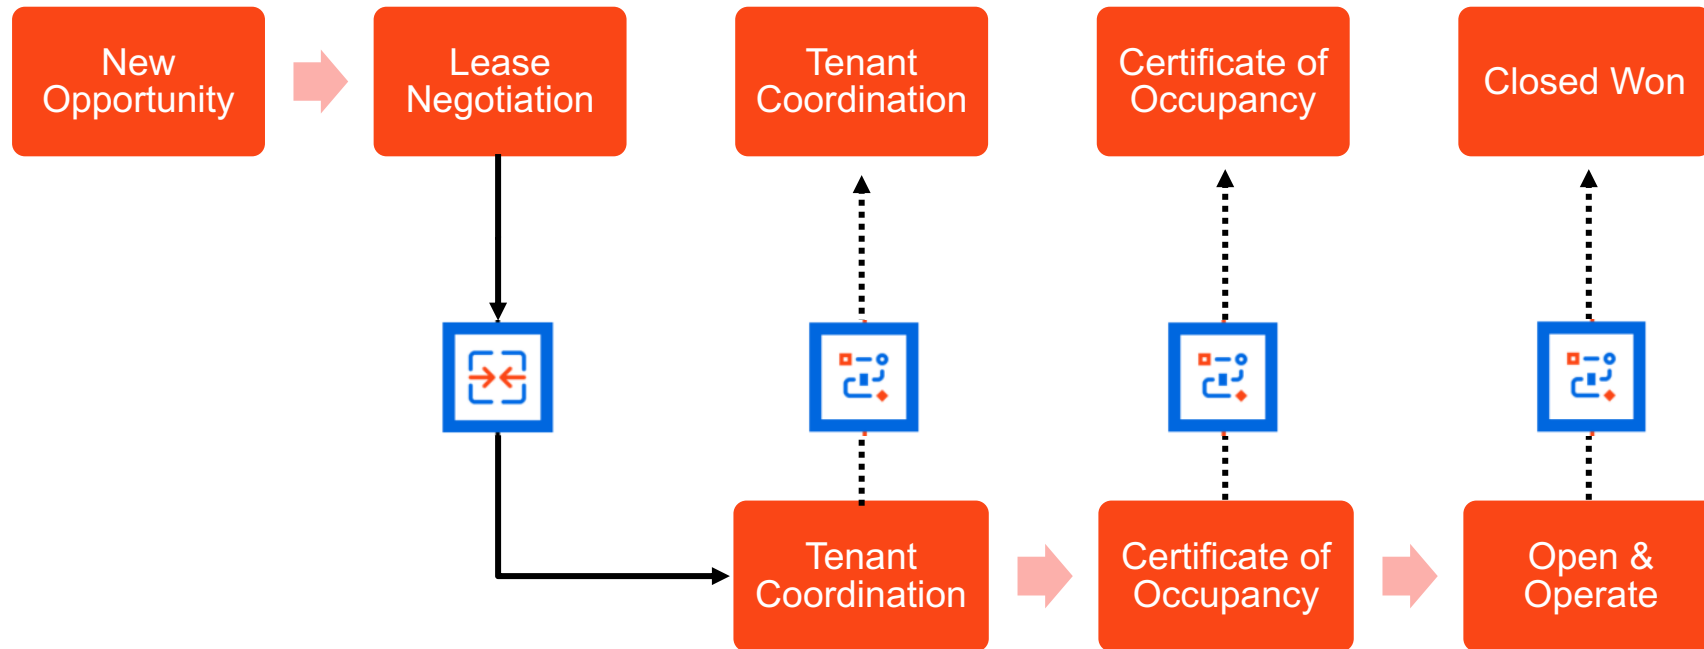 New
Opportunity
Lease
Negotiation
Tenant
Coordination
Certificate of
Occupancy
Closed Won
Tenant
Coordination
Certificate of
Occupancy
Open &
Operate